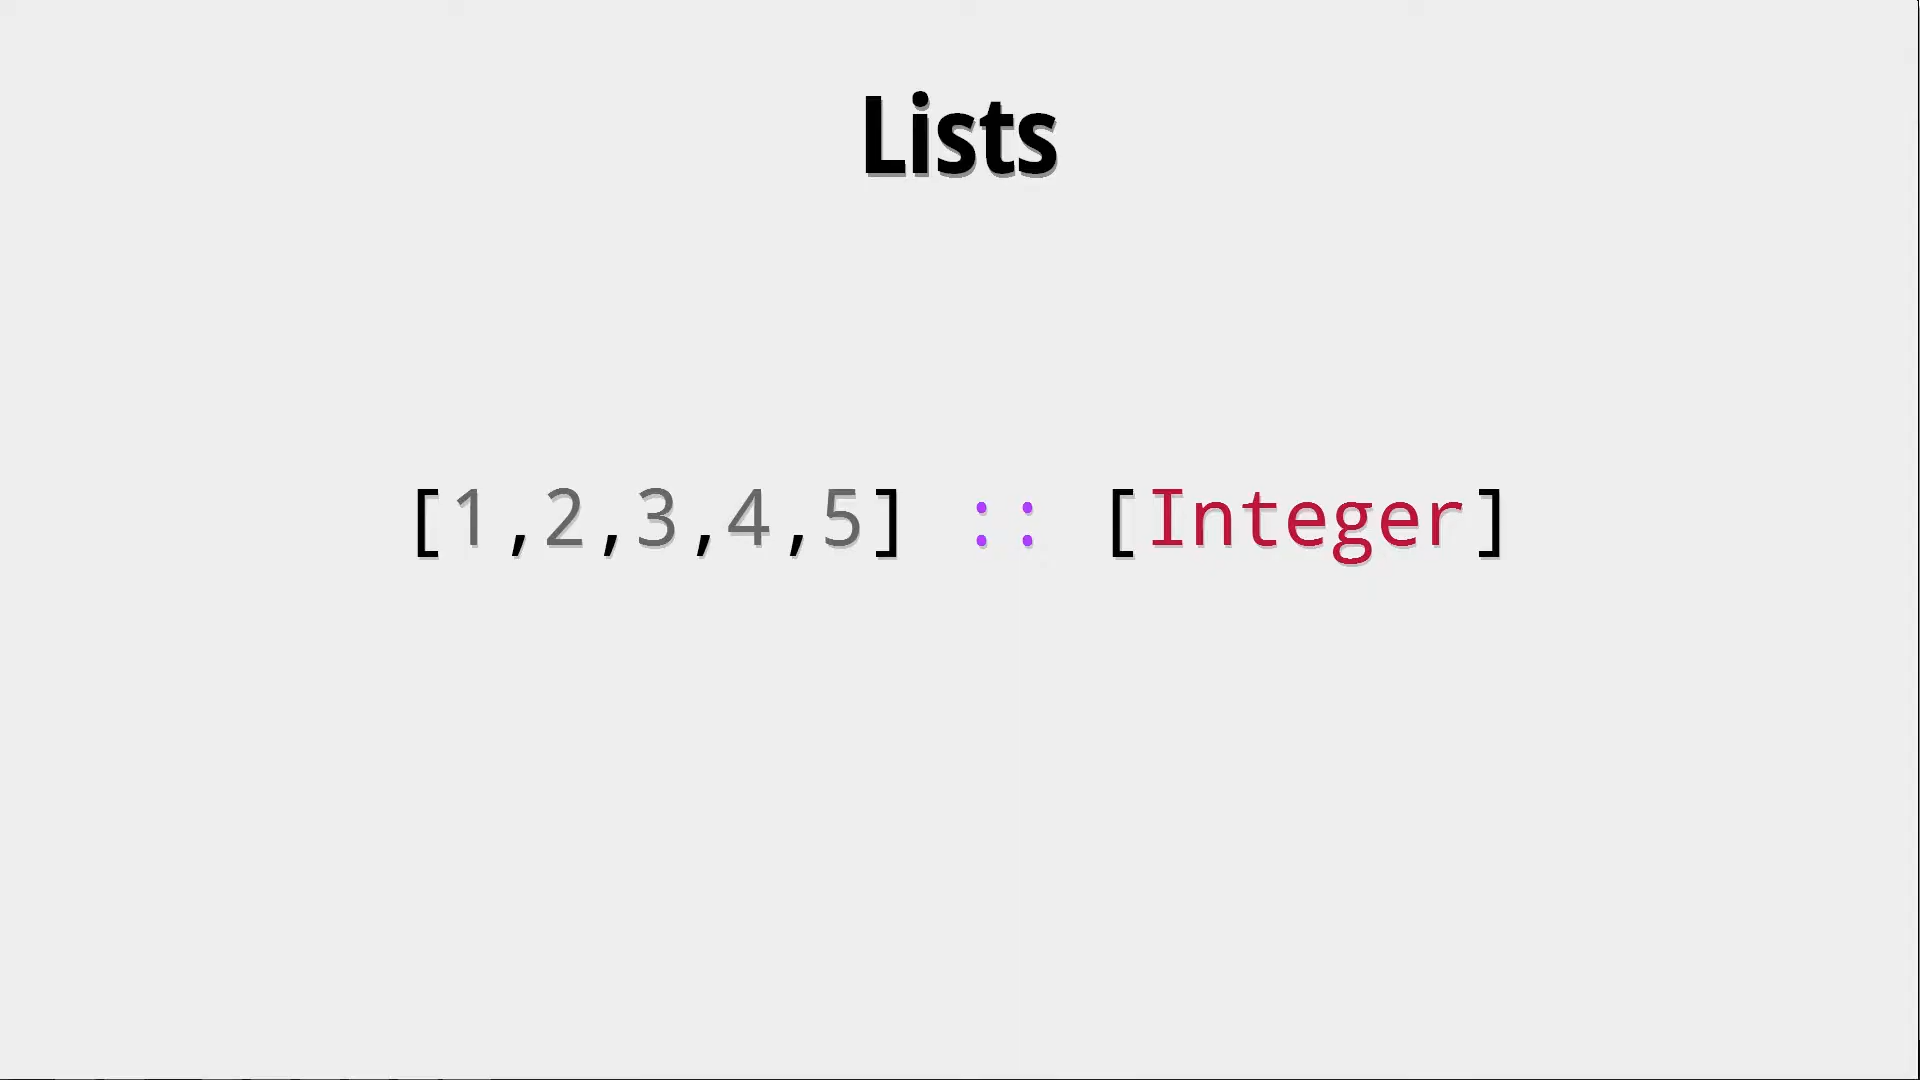 Lists
[1,2,3,4,5] :: [Integer]